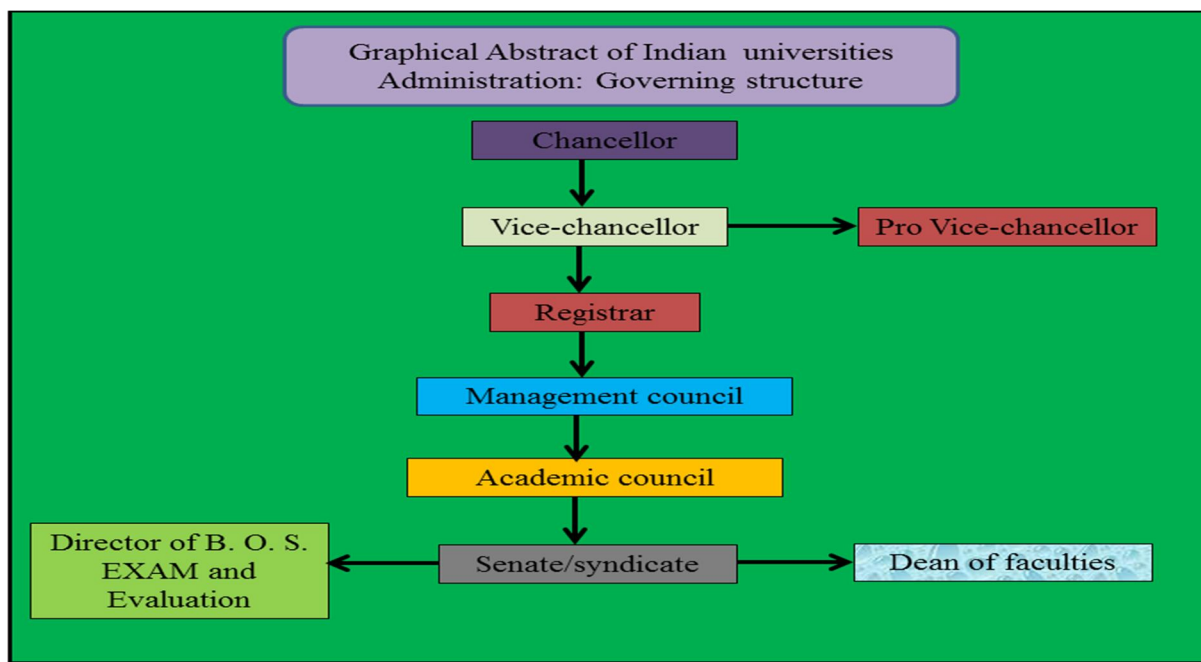 Graphical Abstract of Indian universities
Administration: Governing structure
Chancellor
Vice-chancellor
Pro Vice-chancellor
Registrar
Management council
Academic council
Director of B. O. S.
EXAM and
Evaluation
Senate/syndicate
Dean of faculties